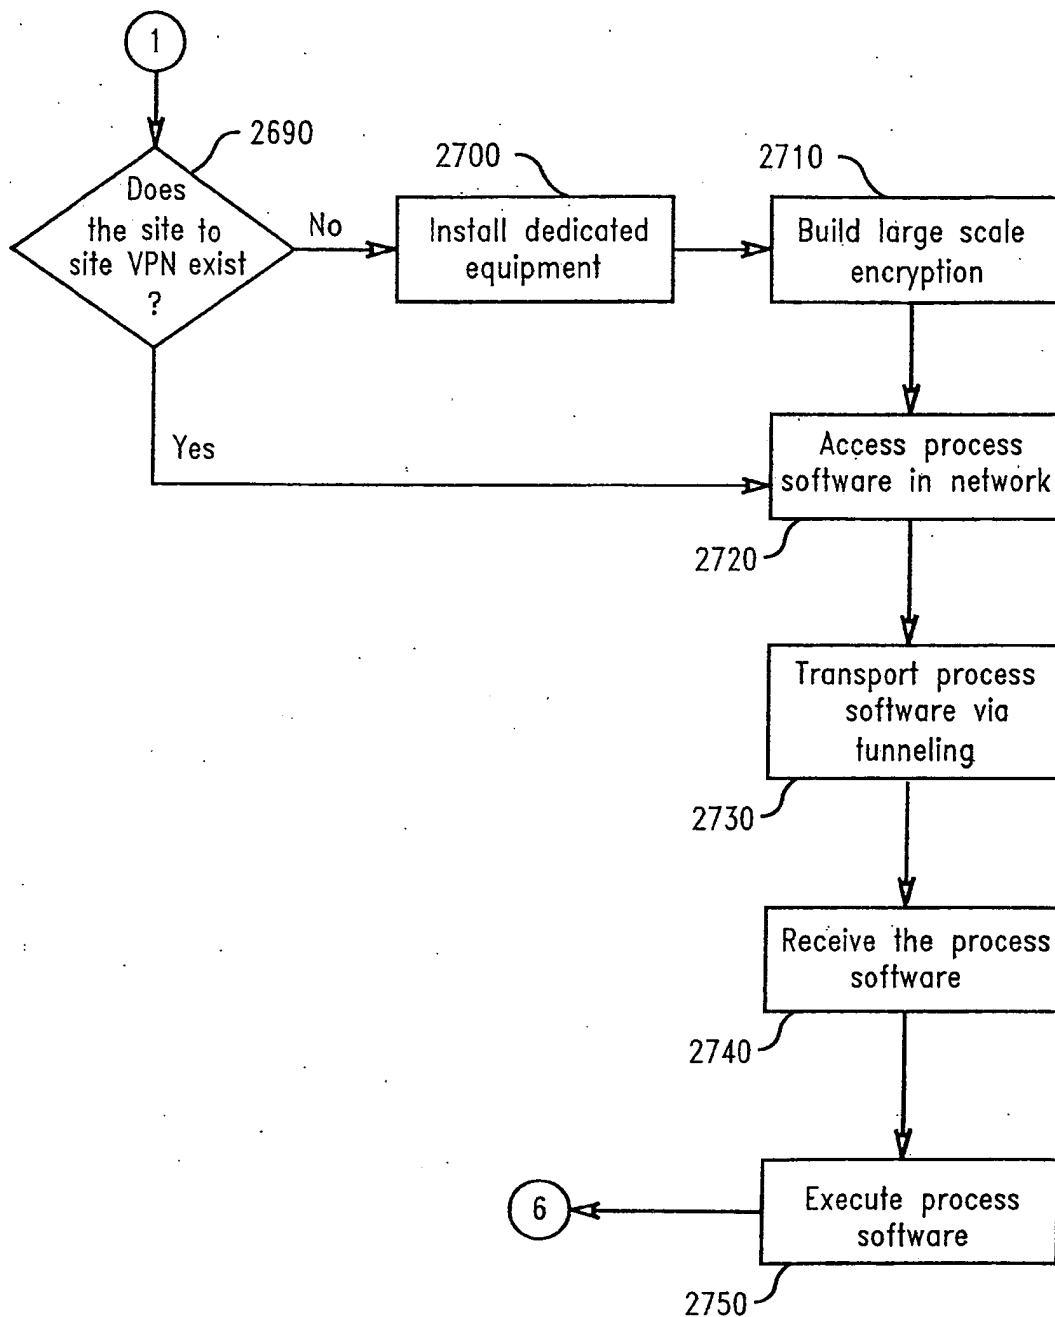 1
2690
Does
the site to
site VPN exist
?
No
2700
Install dedicated
equipment
2710
Build large scale
encryption
Yes
Access process
software in network
2720
Transport process
software via
tunneling
2730
Receive the process
software
2740
Execute process
software
6
2750